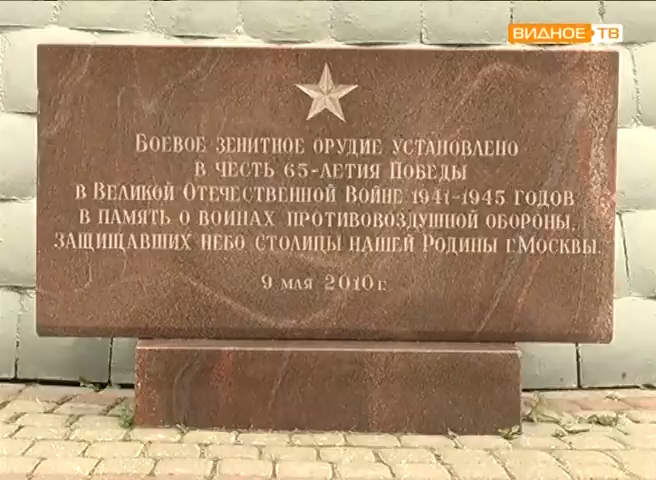 ВИДНОЕ ТВ
БОЕВОЕ ЗЕНИТНОЕ ОРУДИЕ УСТАНОВЛЕНО
В ЧЕСТЬ 65-ЛЕТИЯ ПОБЕДЫ
В ВЕЛИКОЙ ОТЕЧЕСТВЕННОЙ ВОЙНЕ 1941-1945 ГОДОВ
В ПАМЯТЬ О ВОИНАХ ПРОТИВОВОЗДУШНОЙ ОБОРОНЫ,
ЗАЩИЩАВШИХ НЕБО СТОЛИЦЫ НАШЕЙ РОДИНЫ Г.МОСКВЫ.
9 МАЯ 2010 Г.